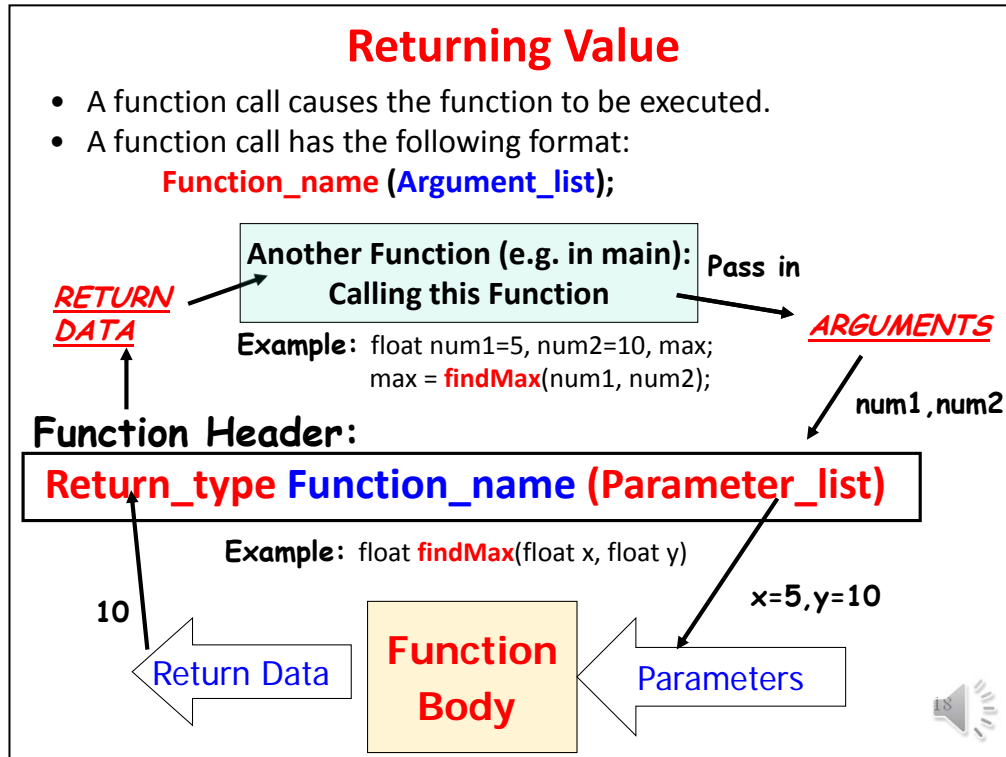 Returning Value
• A function call causes the function to be executed.
• A function call has the following format:
Function_name (Argument_list);
Another Function (e.g. in main):
Calling this Function
Pass in
RETURN
DATA
ARGUMENTS
Example: float num1=5, num2=10, max;
max = findMax(num1, num2);
num1,num2
Function Header:
Return_type Function_name (Parameter_list)
Example: float findMax(float x, float y)
10
x=5,y=10
Return Data
Function
Body
Parameters
18